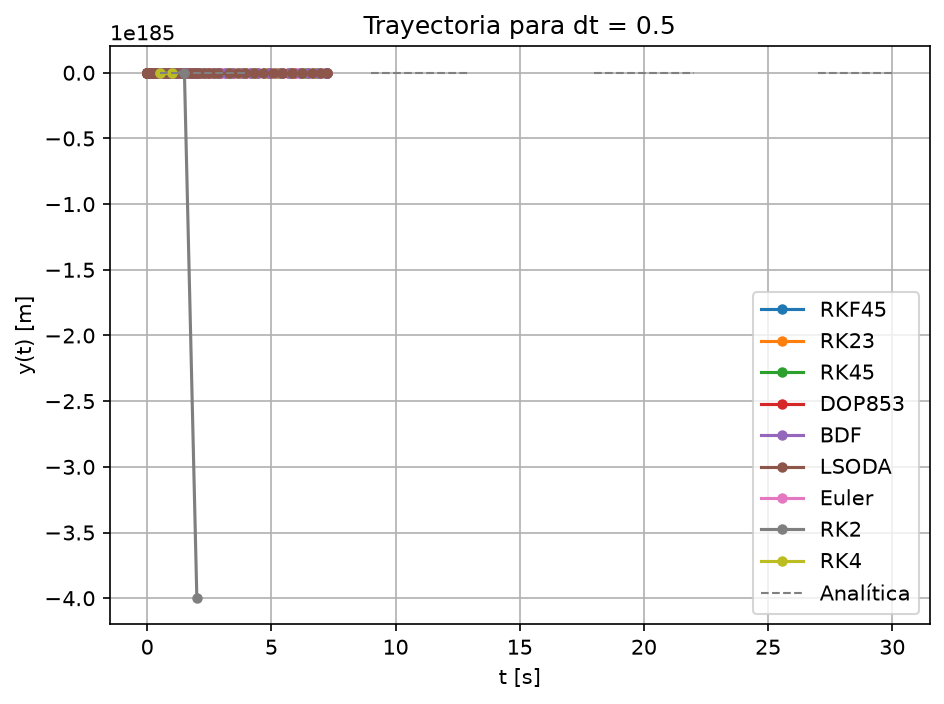 Trayectoria para dt = 0.5
1e185
0.0
−0.5
−1.0
−1.5
−2.0
−2.5
−3.0
−3.5
−4.0
y(t) [m]
RKF45
RK23
RK45
DOP853
BDF
LSODA
Euler
RK2
RK4
Analítica
0 5 10 15 20 25 30
t [s]